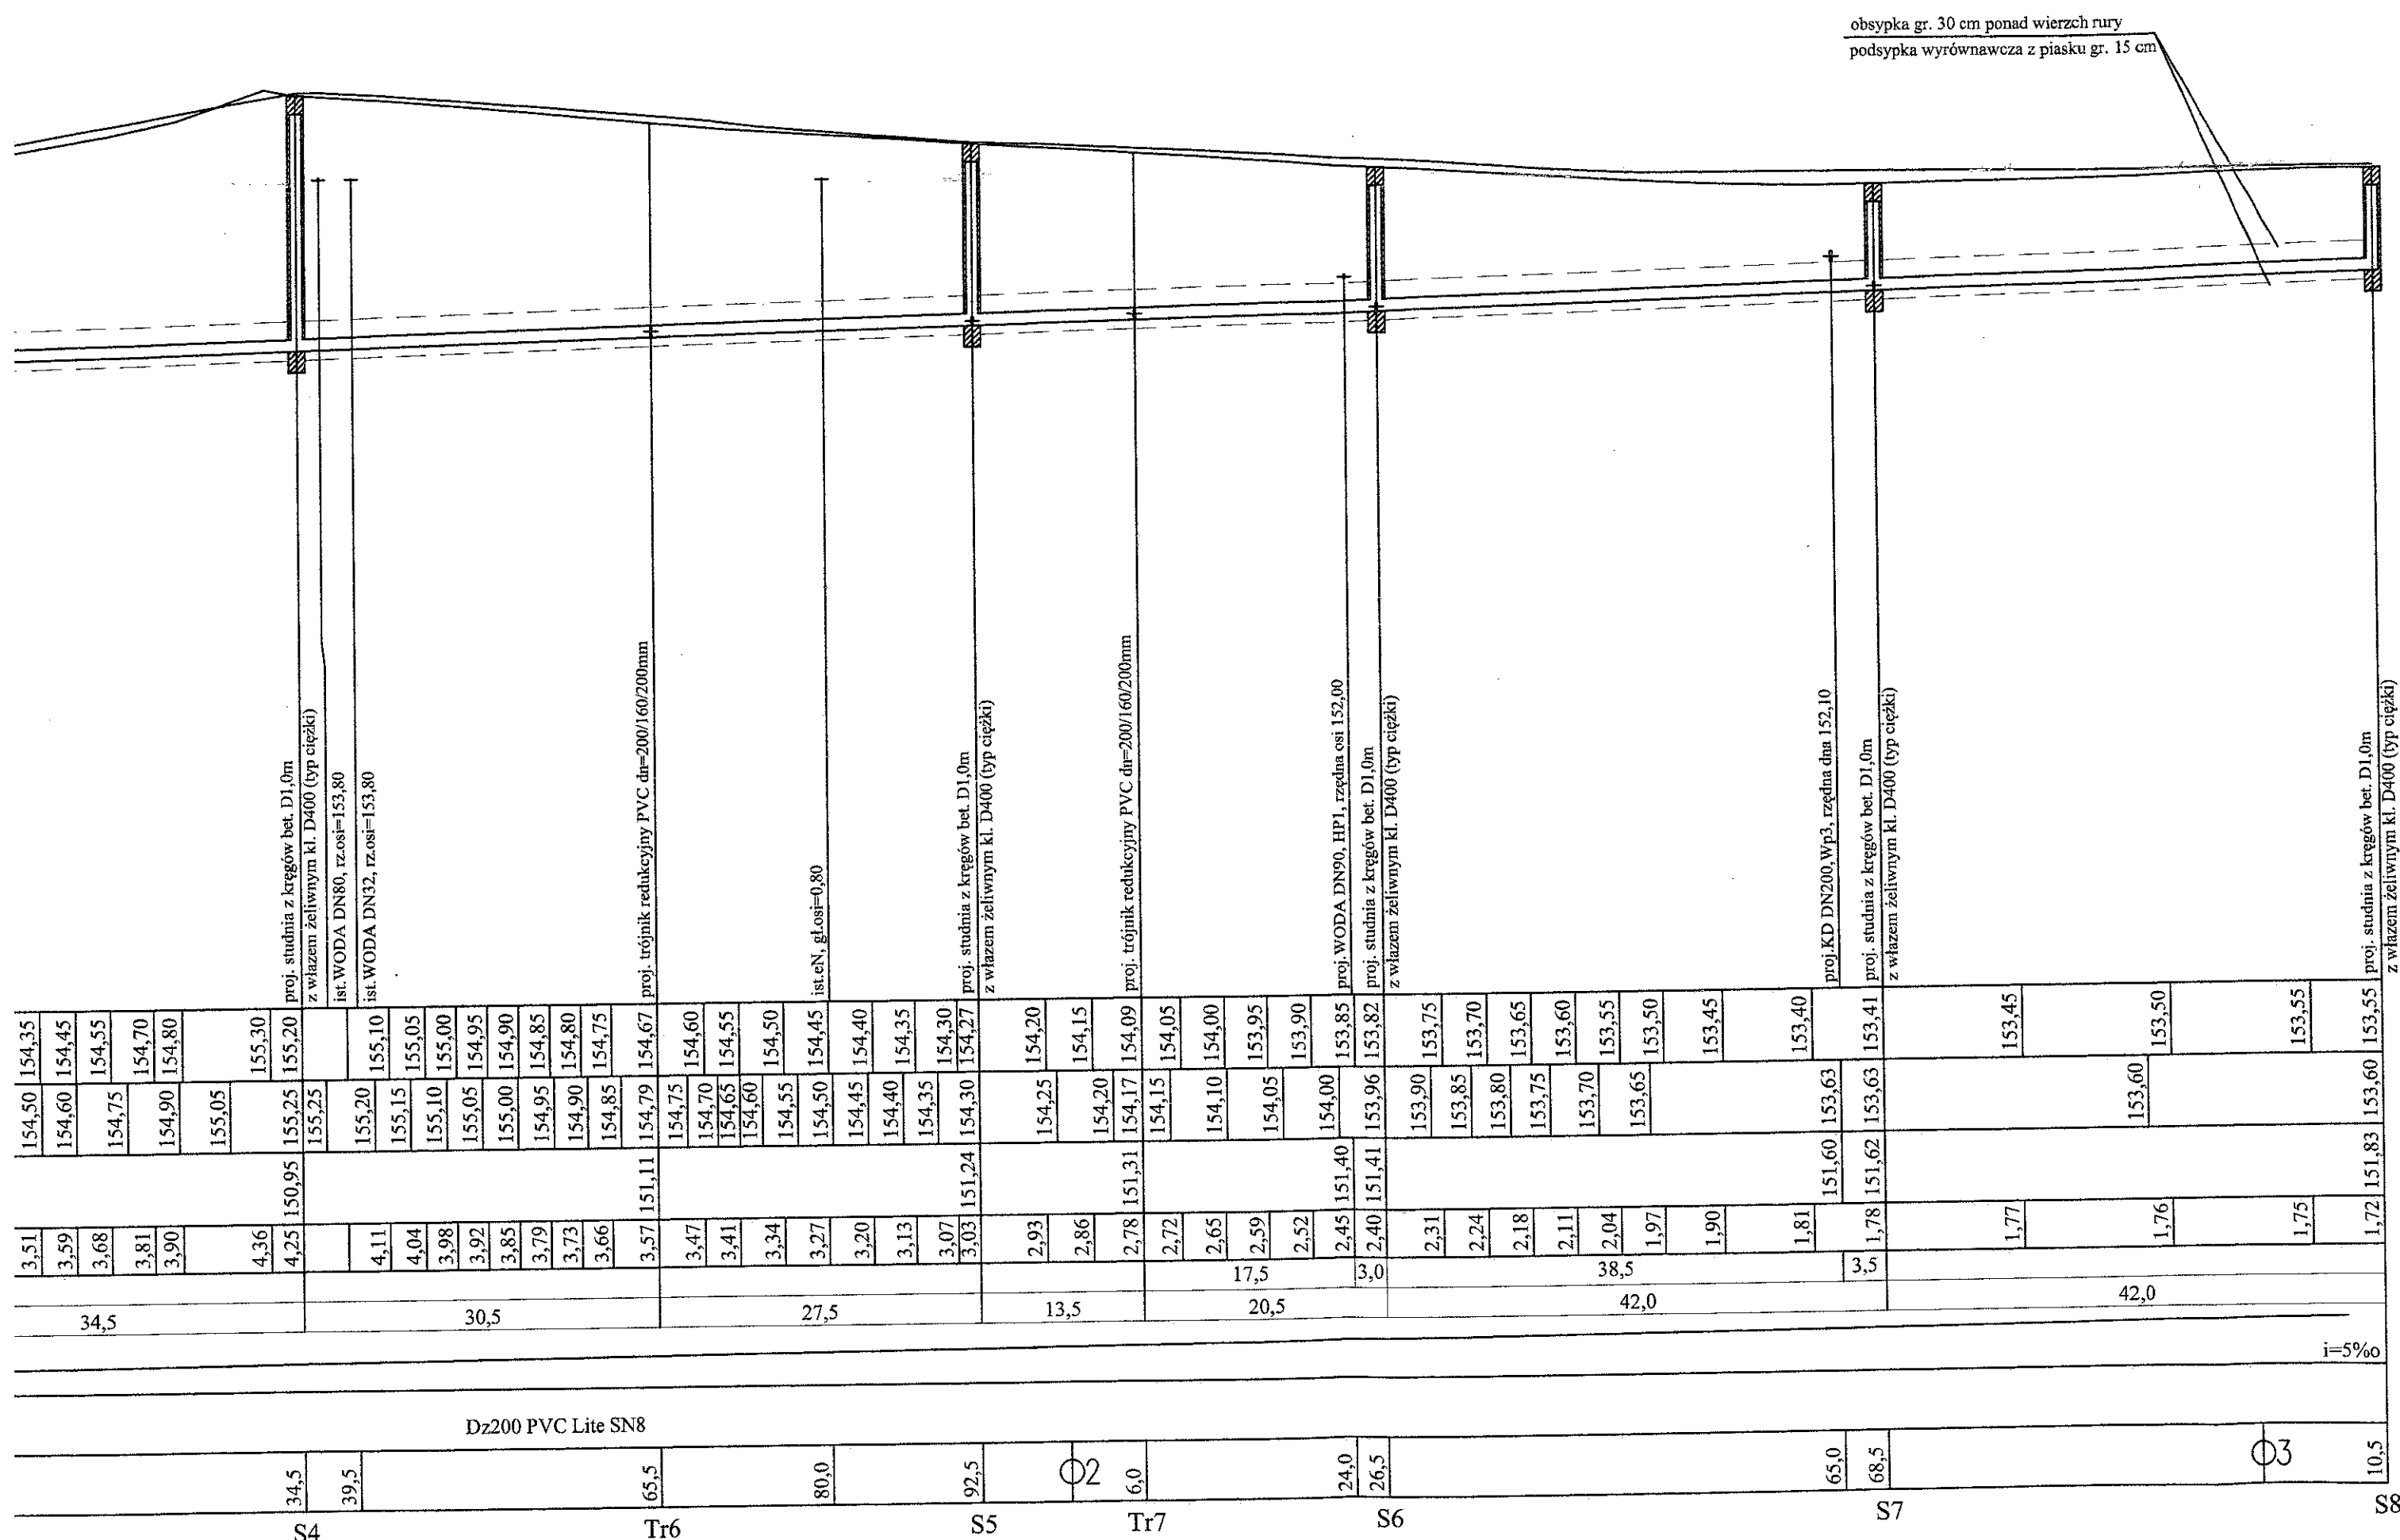 obsypka gr. 30 cm ponad wierzch rury
podsypka wyrównawcza z piasku gr. 15 cm
proj. studnia z kręgów bet. D1,0m
z włazem żeliwnym kl. D400 (typ ciężki)
ist.WODA DN80, rz.osi=153,80
ist.WODA DN32, rz.osi=153,80
proj. trójnik redukcyjny PVC dn=200/160/200mm
ist.eN, gł.osi=0,80
proj. studnia z kręgów bet. D1,0m
z włazem żeliwnym kl. D400 (typ ciężki)
proj. trójnik redukcyjny PVC dn=200/160/200mm
proj.WODA DN90, HP1, rzędna osi 152,00
proj. studnia z kręgów bet. D1,0m
z włazem żeliwnym kl. D400 (typ ciężki)
proj.KD DN200,Wp3, rzędna dna 152,10
proj. studnia z kręgów bet. D1,0m
z włazem żeliwnym kl. D400 (typ ciężki)
proj. studnia z kręgów bet. D1,0m
z włazem żeliwnym kl. D400 (typ ciężki)
154,35 154,45 154,55 154,70 154,80 155,30 155,20 155,10 155,05 155,00 154,95 154,90 154,85 154,80 154,75 154,67 154,60 154,55 154,50 154,45 154,40 154,35 154,30 154,27 154,20 154,15 154,09 154,05 154,00 153,95 153,90 153,85 153,82 153,75 153,70 153,65 153,60 153,55 153,50 153,45 153,40 153,41 153,45 153,50 153,55 153,55
154,50 154,60 154,75 154,90 155,05 155,25 155,25 155,20 155,15 155,10 155,05 155,00 154,95 154,90 154,85 154,79 154,75 154,70 154,65 154,60 154,55 154,50 154,45 154,40 154,35 154,30 154,25 154,20 154,17 154,15 154,10 154,05 154,00 153,96 153,90 153,85 153,80 153,75 153,70 153,65 153,63 153,63 153,60 153,60
150,95 151,11 151,24 151,31 151,40 151,41 151,60 151,62 151,83
3,51 3,59 3,68 3,81 3,90 4,36 4,25 4,11 4,04 3,98 3,92 3,85 3,79 3,73 3,66 3,57 3,47 3,41 3,34 3,27 3,20 3,13 3,07 3,03 2,93 2,86 2,78 2,72 2,65 2,59 2,52 2,45 2,40 2,31 2,24 2,18 2,11 2,04 1,97 1,90 1,81 1,78 1,77 1,76 1,75 1,72
17,5 3,0 38,5 3,5
34,5 30,5 27,5 13,5 20,5 42,0 42,0
i=5‰
Dz200 PVC Lite SN8
34,5 39,5 65,5 80,0 92,5 2 6,0 24,0 26,5 65,0 68,5 3 10,5
S4 Tr6 S5 Tr7 S6 S7 S8